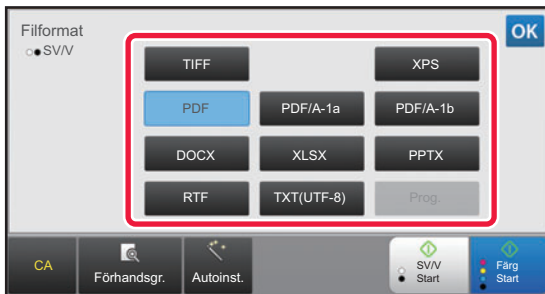 Filformat
SV/V
OK
TIFF
XPS
PDF
PDF/A-1a
PDF/A-1b
DOCX
XLSX
PPTX
RTF
TXT(UTF-8)
Prog.
CA
Förhandsgr.
Autoinst.
SV/V
Start
Färg
Start